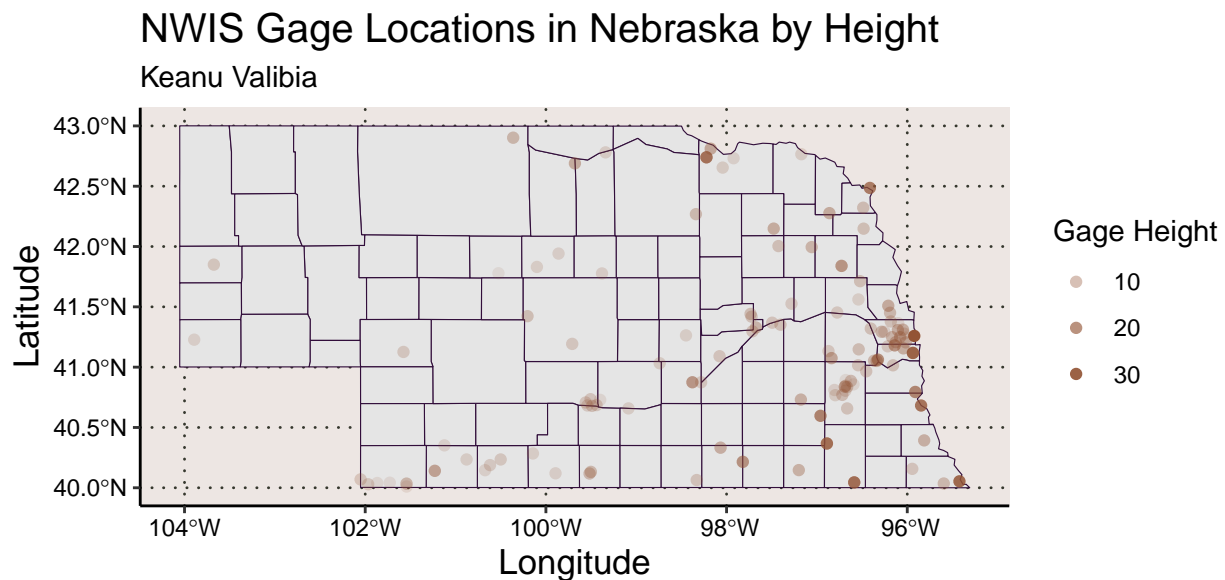 NWIS Gage Locations in Nebraska by Height
Keanu Valibia
43.0°N
42.5°N
42.0°N
41.5°N
41.0°N
40.5°N
40.0°N
Latitude
104°W 102°W 100°W 98°W 96°W
Longitude
Gage Height
10
20
30